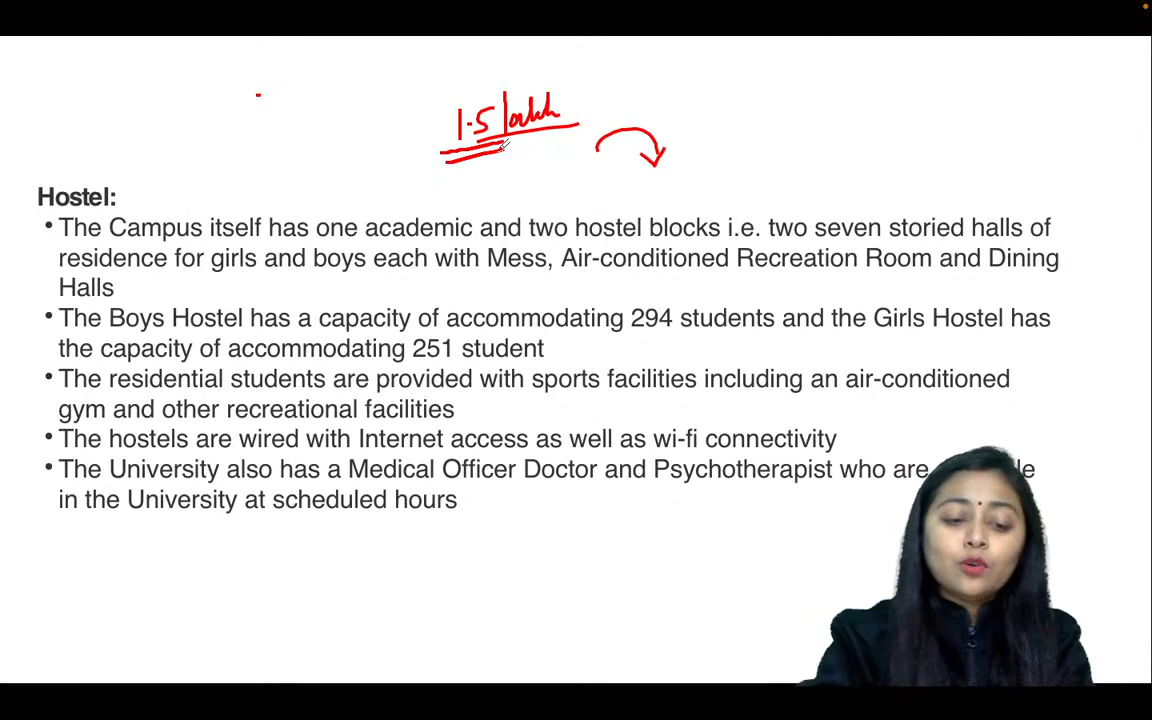 1.5 lakh
Hostel:
• The Campus itself has one academic and two hostel blocks i.e. two seven storied halls of
residence for girls and boys each with Mess, Air-conditioned Recreation Room and Dining
Halls
• The Boys Hostel has a capacity of accommodating 294 students and the Girls Hostel has
the capacity of accommodating 251 student
• The residential students are provided with sports facilities including an air-conditioned
gym and other recreational facilities
• The hostels are wired with Internet access as well as wi-fi connectivity
• The University also has a Medical Officer Doctor and Psychotherapist who are
in the University at scheduled hours